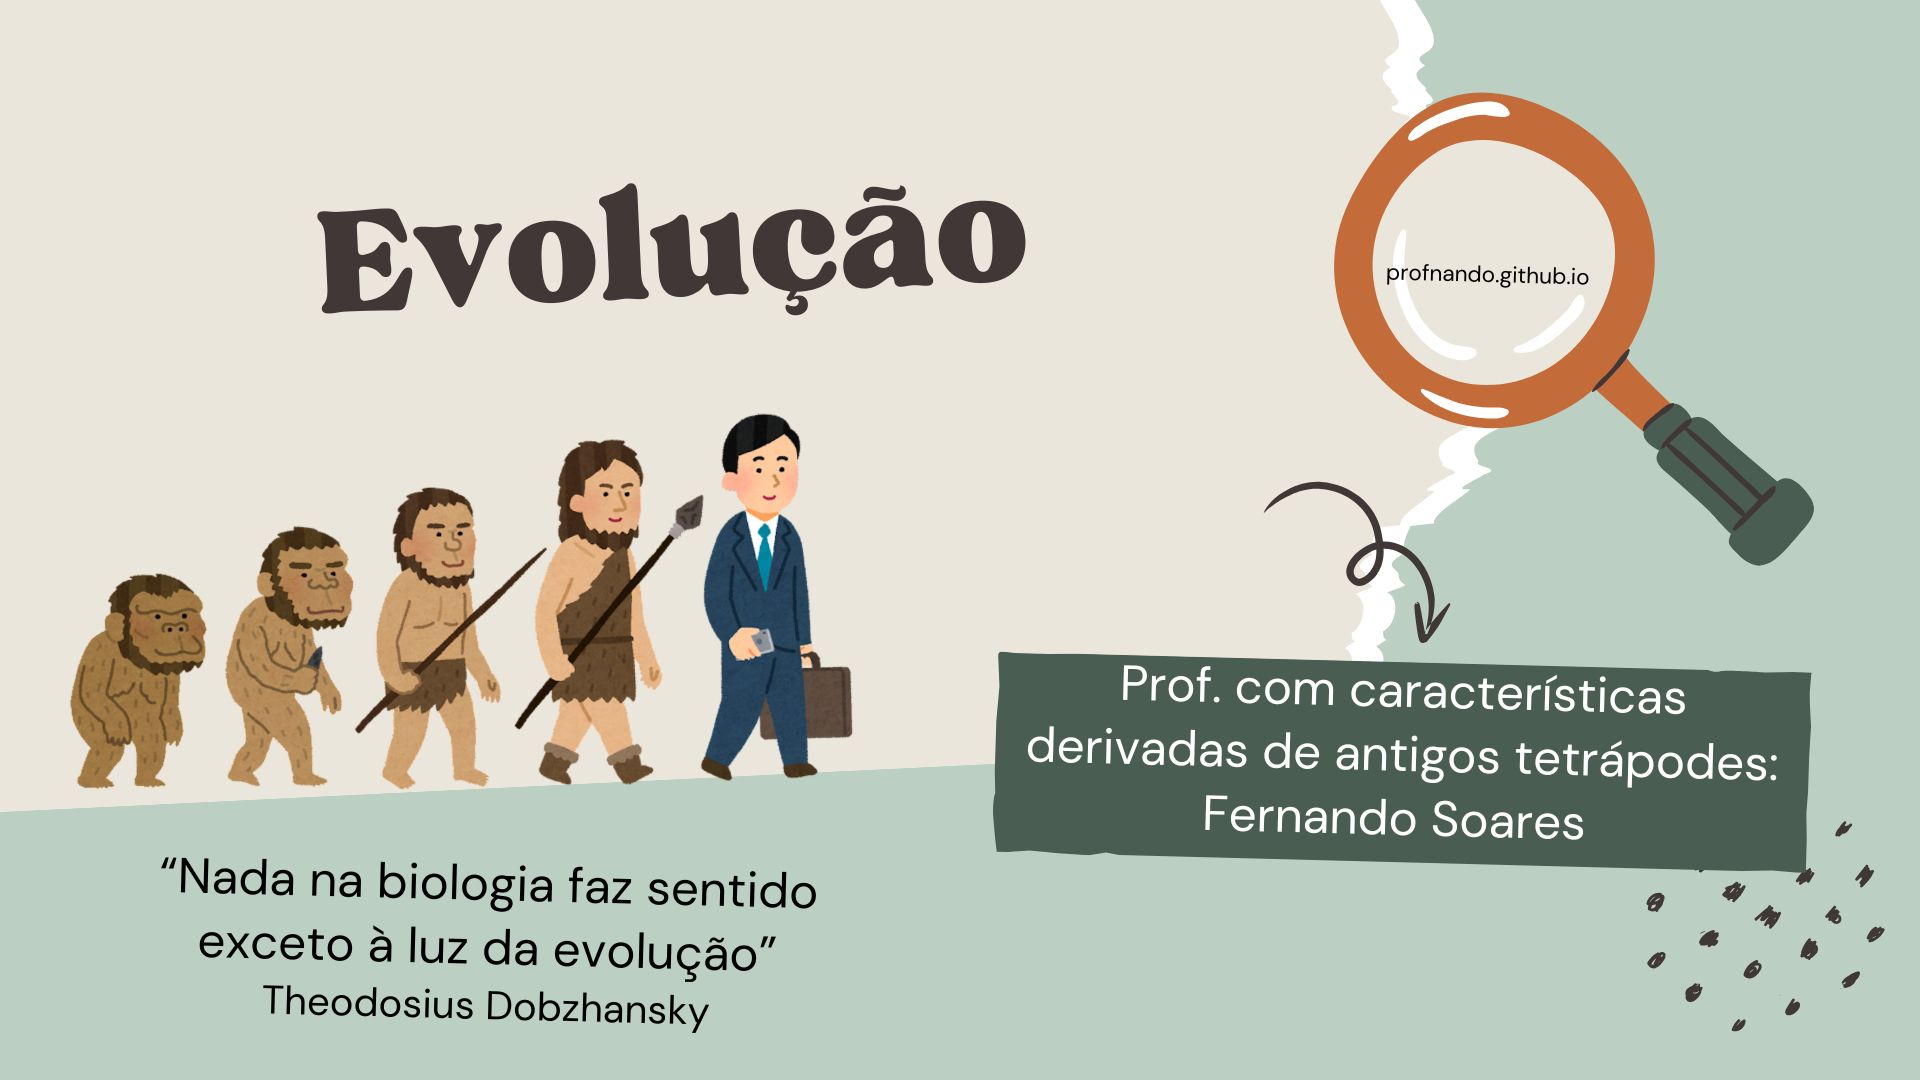 Evolução
profnando.github.io
Prof. com características
derivadas de antigos tetrápodes:
Fernando Soares
“Nada na biologia faz sentido
exceto à luz da evolução”
Theodosius Dobzhansky